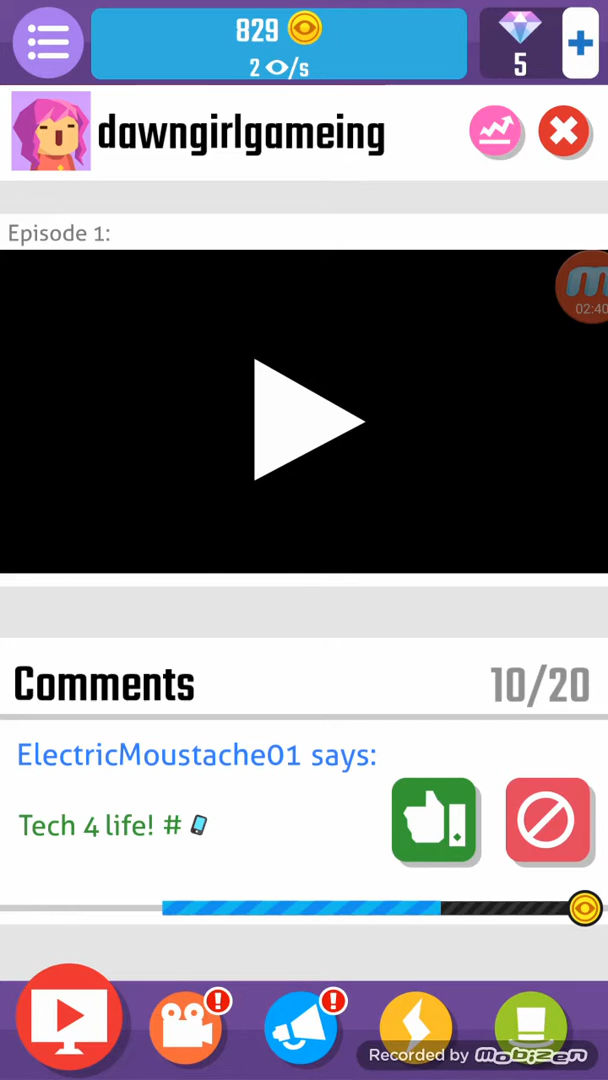 829
2 /s
5
dawngirlgameing
Episode 1:
02:40
Comments
10/20
ElectricMoustache01 says:
Tech 4 life! #
Recorded by mobizen